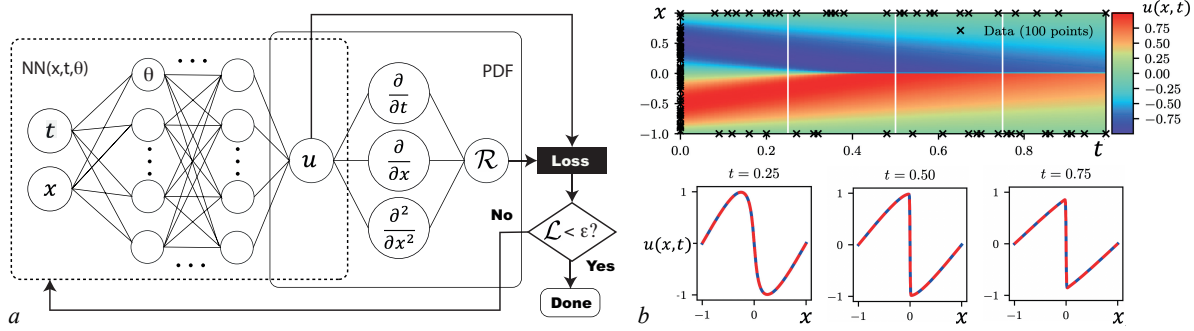 NN(x,t,θ)
θ
PDF
t
x
u
∂/∂t
∂/∂x
∂²/∂x²
ℛ
Loss
ℒ < ε?
No
Yes
Done
a
x
0.5
0.0
−0.5
−1.0
0.0
0.2
0.4
0.6
0.8
t
× Data (100 points)
u(x, t)
0.75
0.50
0.25
0.00
−0.25
−0.50
−0.75
t = 0.25
t = 0.50
t = 0.75
u(x,t)
1
0
-1
−1
0
x
1
0
−1
−1
0
x
1
0
−1
−1
0
x
b